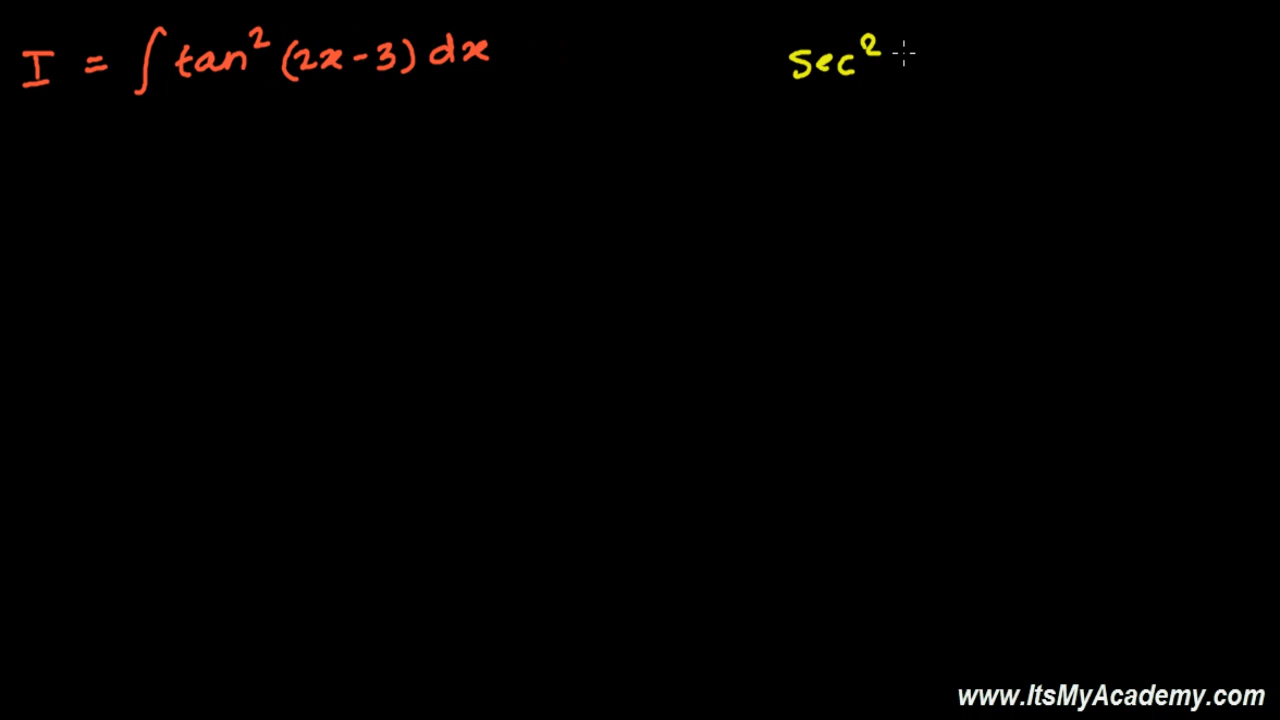 I = ∫ tan² (2x - 3) dx sec²
www.ItsMyAcademy.com